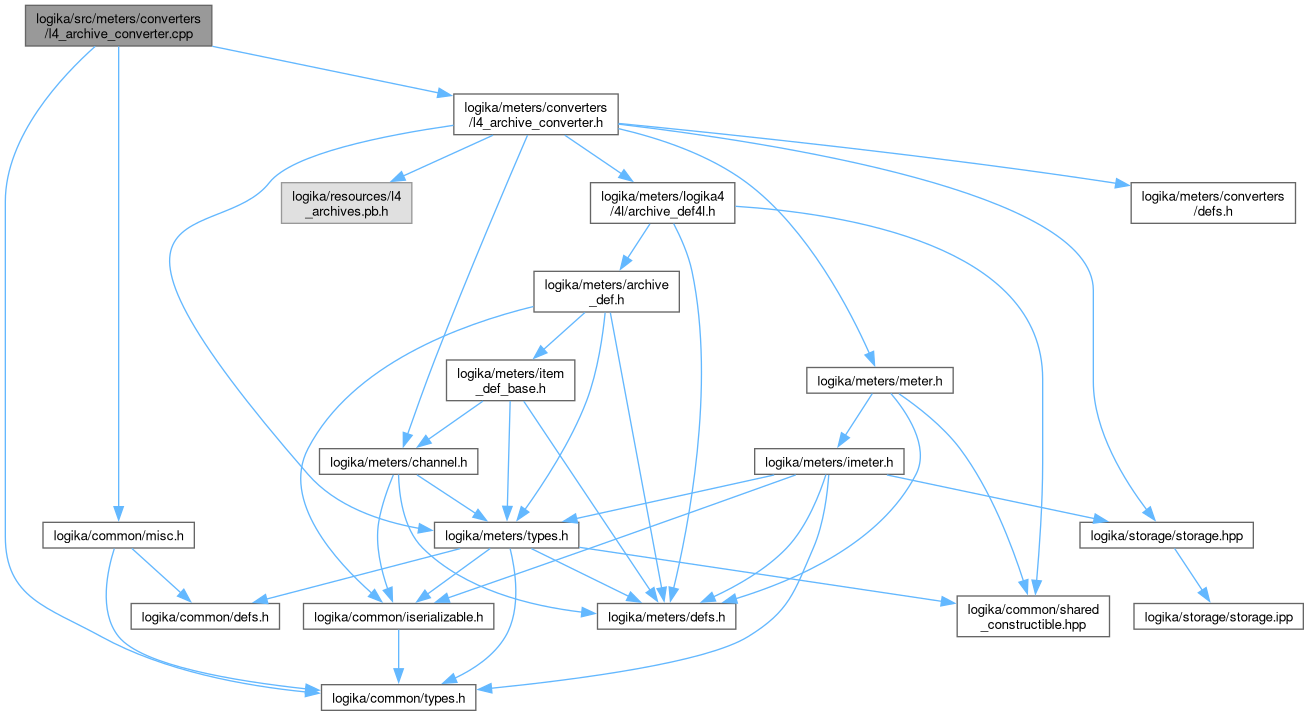 logika/src/meters/converters
/l4_archive_converter.cpp
logika/meters/converters
/l4_archive_converter.h
logika/resources/l4
_archives.pb.h
logika/meters/logika4
/4l/archive_def4l.h
logika/meters/converters
/defs.h
logika/meters/archive
_def.h
logika/meters/item
_def_base.h
logika/meters/meter.h
logika/meters/channel.h
logika/meters/imeter.h
logika/common/misc.h
logika/meters/types.h
logika/storage/storage.hpp
logika/common/defs.h
logika/common/iserializable.h
logika/meters/defs.h
logika/common/shared
_constructible.hpp
logika/storage/storage.ipp
logika/common/types.h